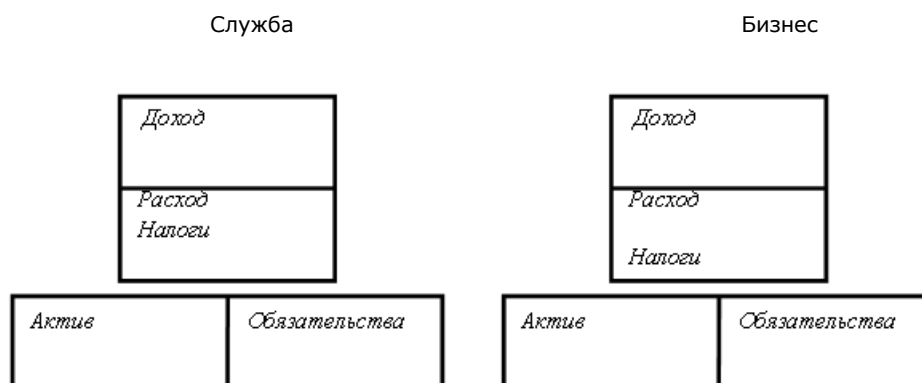 Служба
Бизнес
Доход
Расход
Налоги
Актив
Обязательства
Доход
Расход
Налоги
Актив
Обязательства